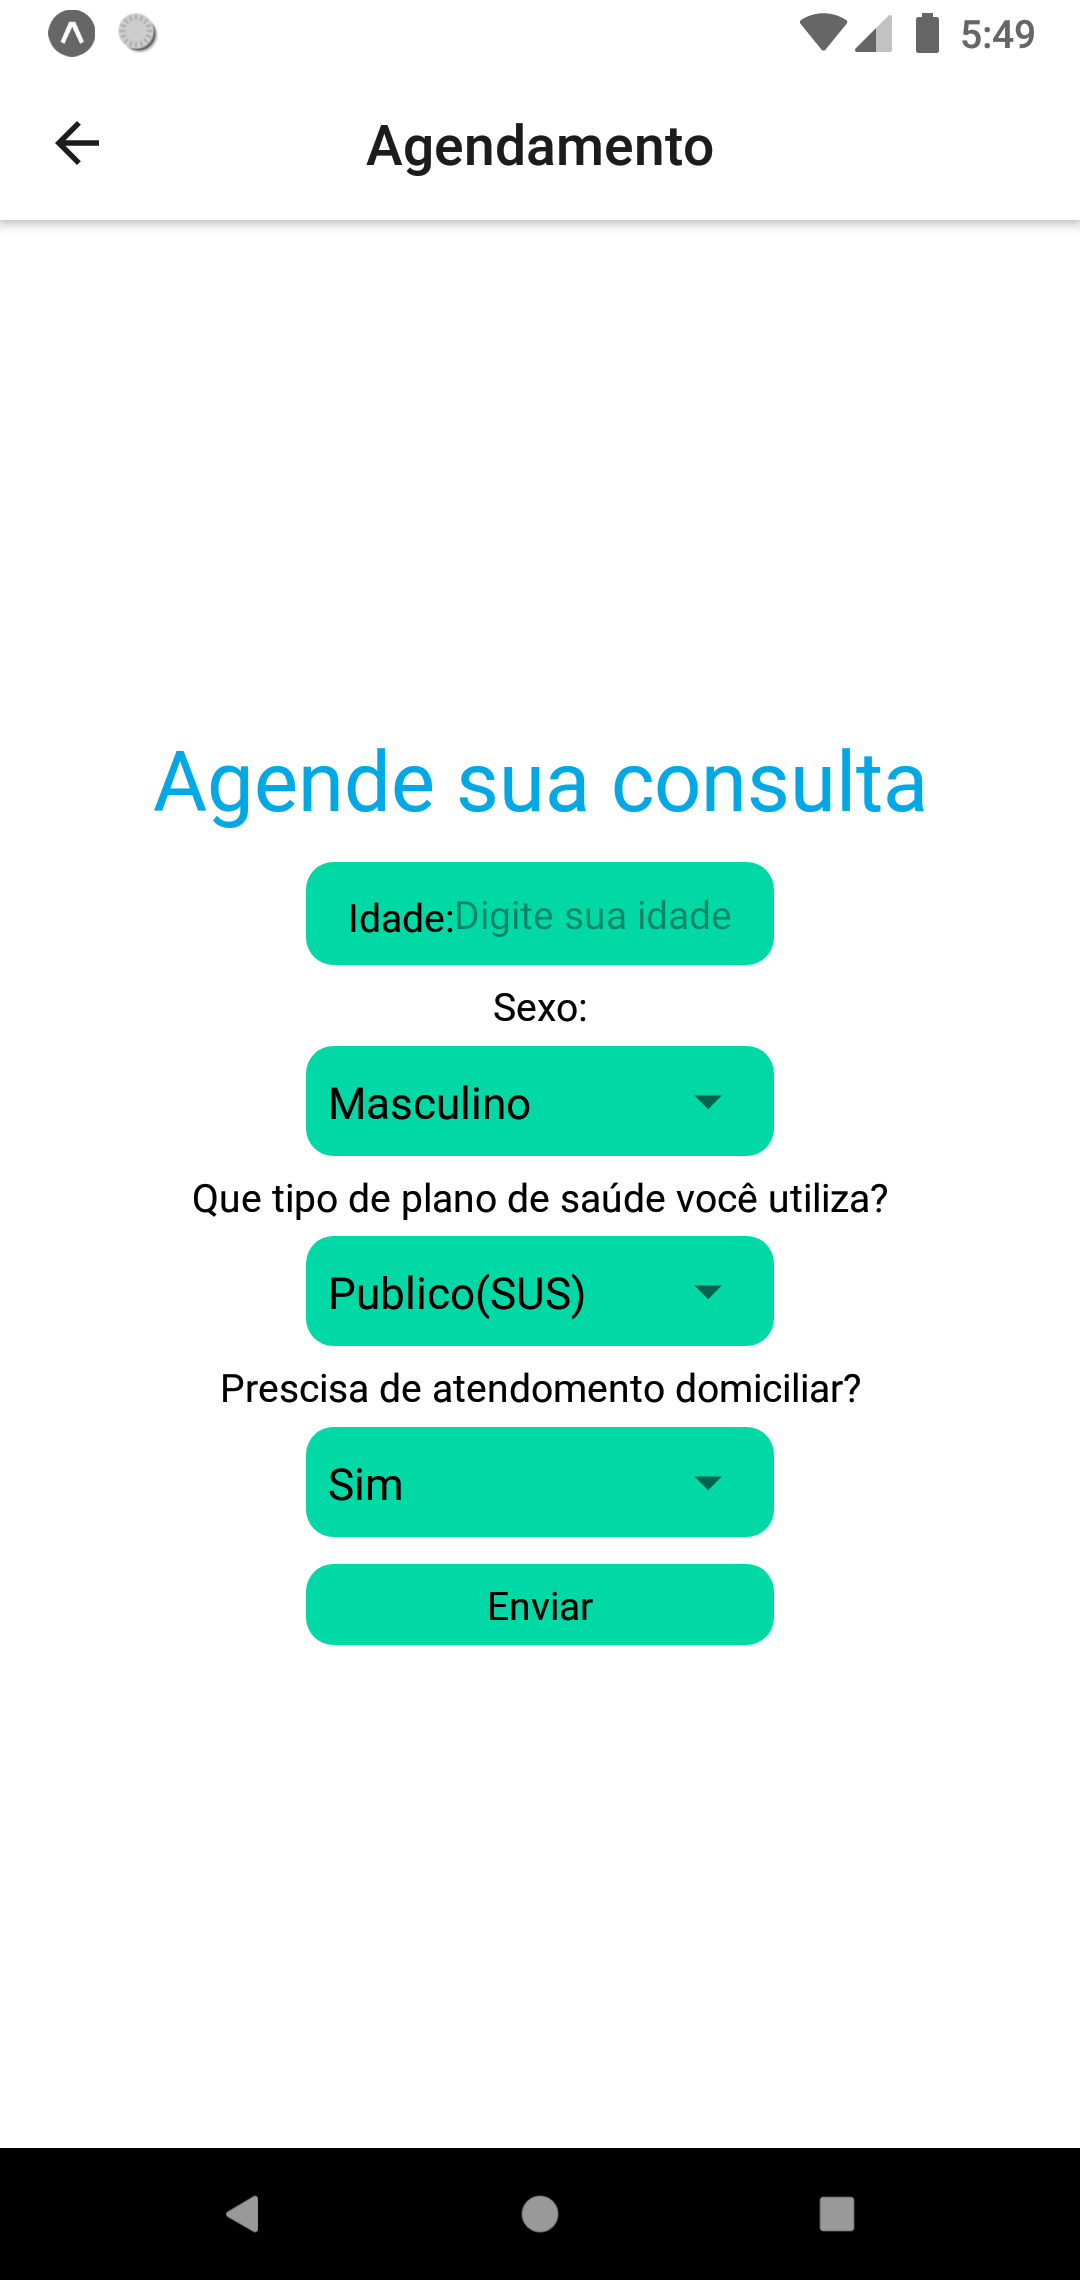 5:49
Agendamento
Agende sua consulta
Idade:Digite sua idade
Sexo:
Masculino
Que tipo de plano de saúde você utiliza?
Publico(SUS)
Prescisa de atendomento domiciliar?
Sim
Enviar